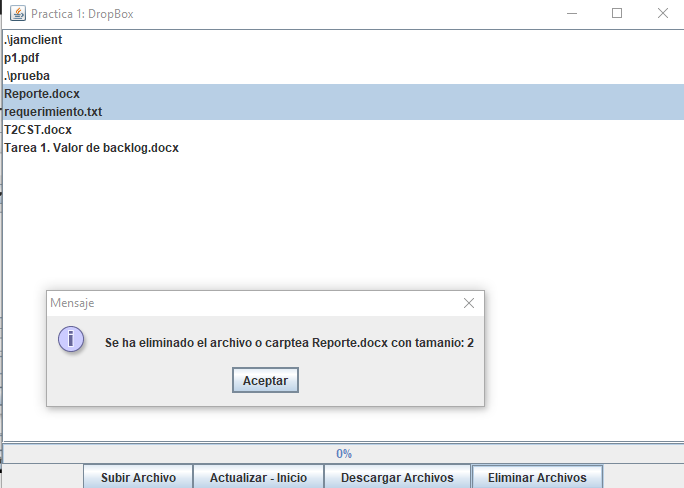 Practica 1: DropBox
.\jamclient
p1.pdf
.\prueba
Reporte.docx
requerimiento.txt
T2CST.docx
Tarea 1. Valor de backlog.docx
Mensaje
Se ha eliminado el archivo o carptea Reporte.docx con tamanio: 2
Aceptar
0%
Subir Archivo
Actualizar - Inicio
Descargar Archivos
Eliminar Archivos